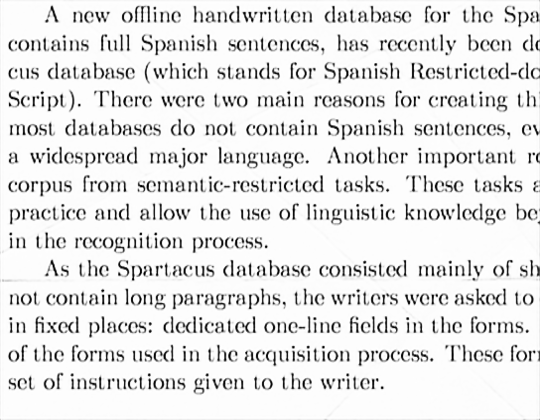 A new offline handwritten database for the Spa
contains full Spanish sentences, has recently been de
cus database (which stands for Spanish Restricted-do
Script). There were two main reasons for creating th
most databases do not contain Spanish sentences, ev
a widespread major language. Another important re
corpus from semantic-restricted tasks. These tasks a
practice and allow the use of linguistic knowledge be
in the recognition process.
As the Spartacus database consisted mainly of sh
not contain long paragraphs, the writers were asked to
in fixed places: dedicated one-line fields in the forms.
of the forms used in the acquisition process. These for
set of instructions given to the writer.